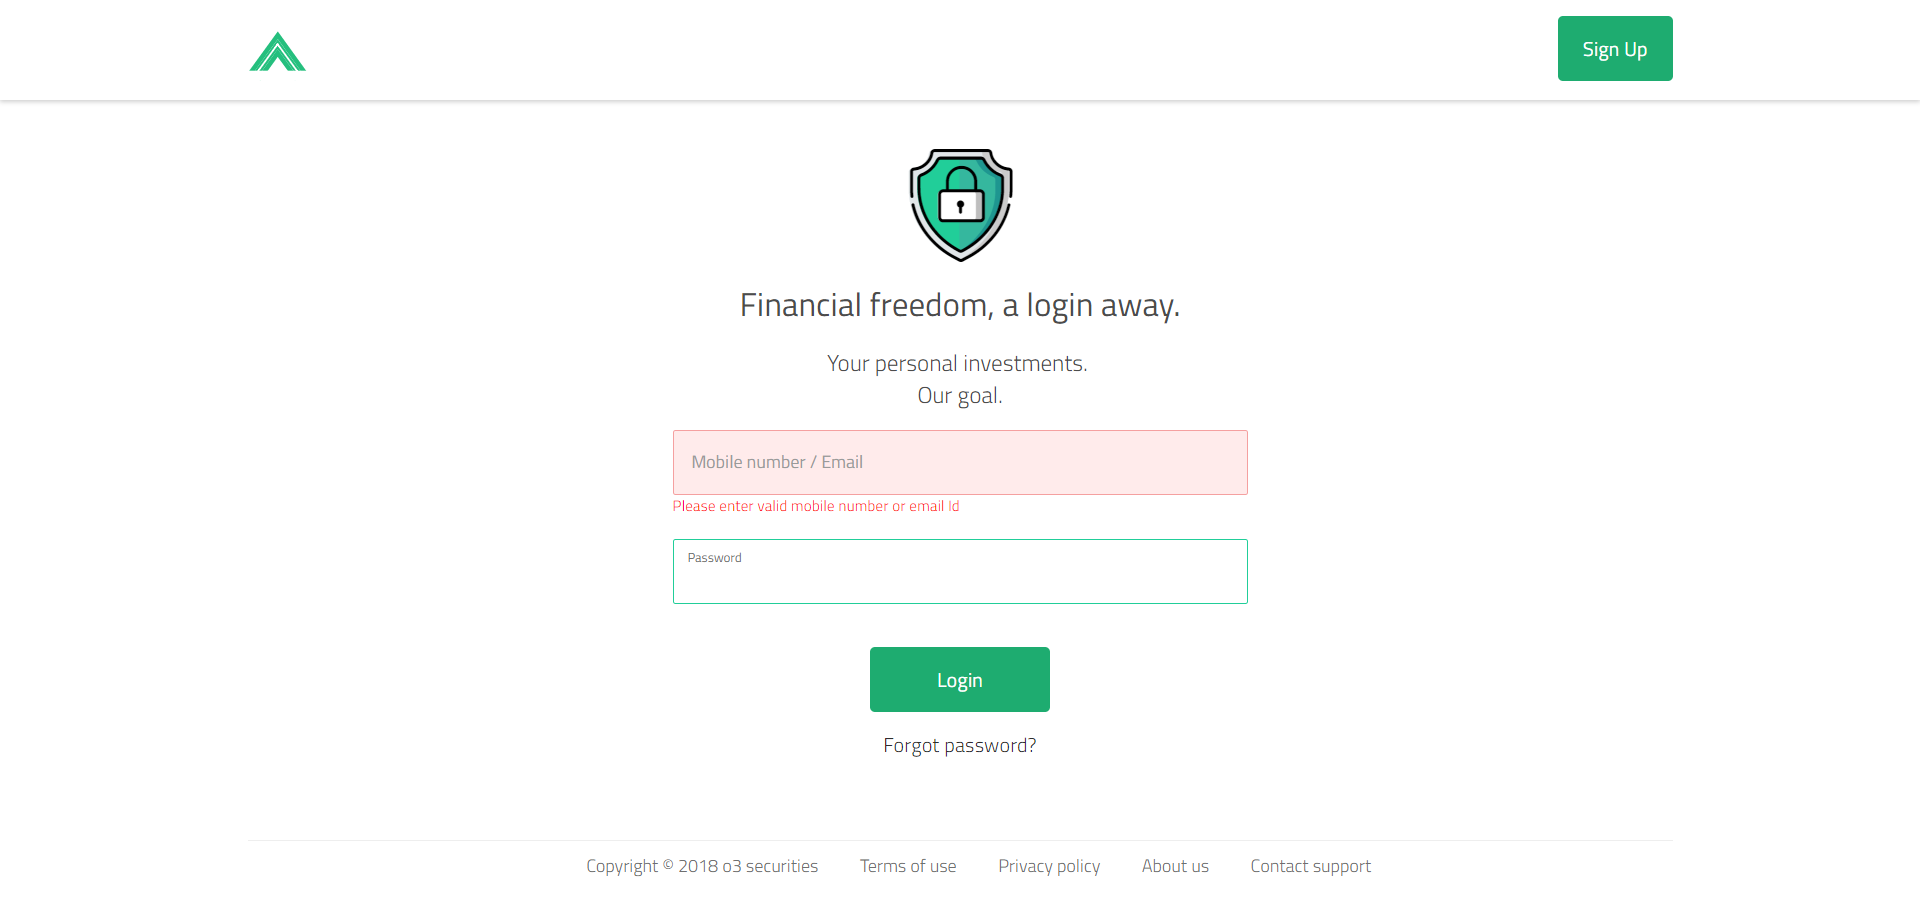 Sign Up
Financial freedom, a login away.
Your personal investments.
Our goal.
Mobile number / Email
Please enter valid mobile number or email Id
Password
Login
Forgot password?
Copyright © 2018 o3 securities Terms of use Privacy policy About us Contact support